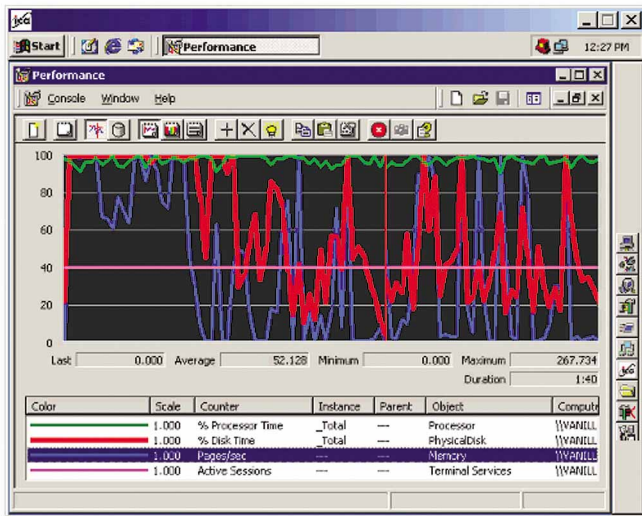 ica
Start Performance 12:27 PM
Performance
Console Window Help
100
80
60
40
20
0
Last 0.000 Average 52.128 Minimum 0.000 Maximum 267.734
Duration 1:40
Color Scale Counter Instance Parent Object Compute
1.000 % Processor Time _Total --- Processor \\VANILL
1.000 % Disk Time _Total --- PhysicalDisk \\VANILL
1.000 Pages/sec --- --- Memory \\VANILL
1.000 Active Sessions --- --- Terminal Services \\VANILL